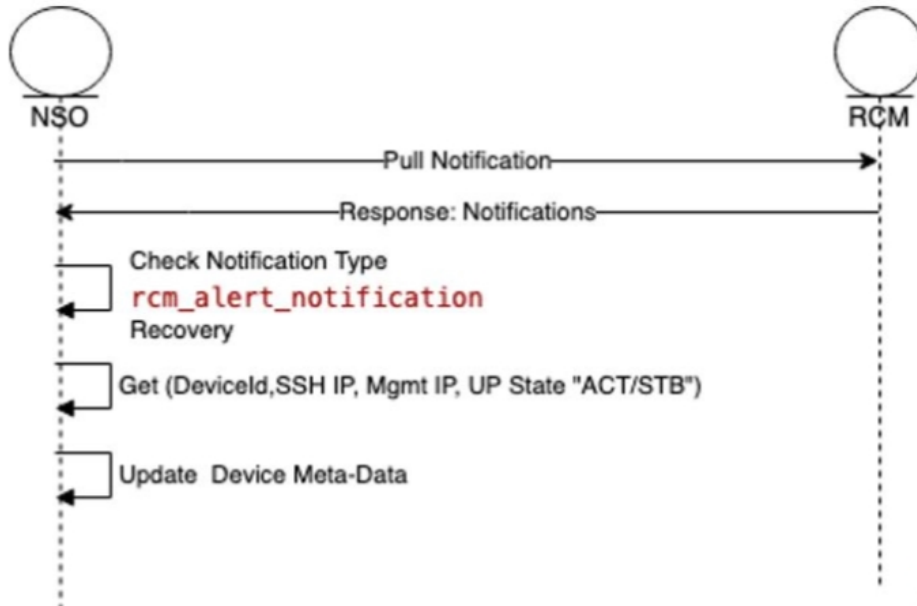 NSO
RCM
Pull Notification
Response: Notifications
Check Notification Type
rcm_alert_notification
Recovery
Get (DeviceId,SSH IP, Mgmt IP, UP State "ACT/STB")
Update Device Meta-Data